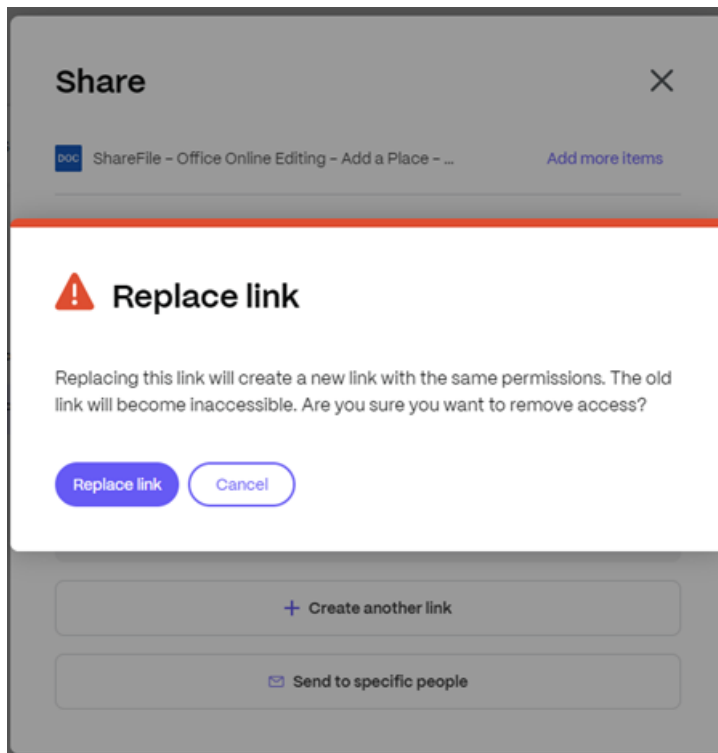 Share
DOC ShareFile – Office Online Editing – Add a Place – ... Add more items
Replace link
Replacing this link will create a new link with the same permissions. The old
link will become inaccessible. Are you sure you want to remove access?
Replace link Cancel
+ Create another link
Send to specific people